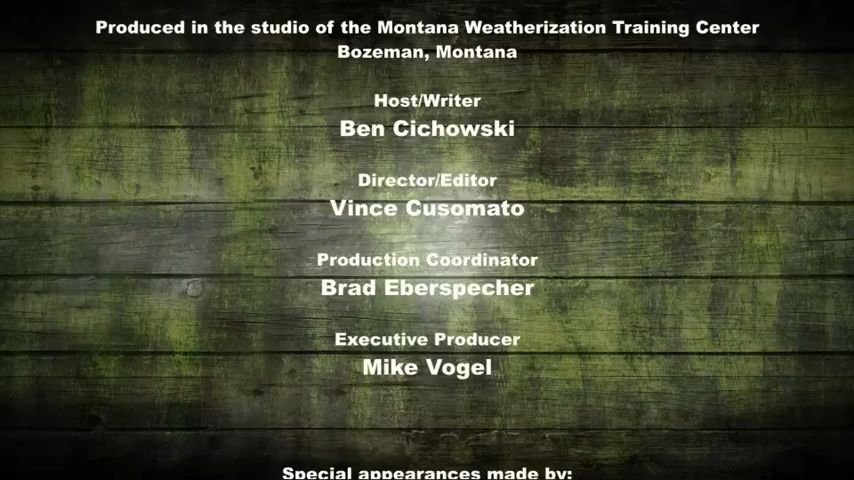 Produced in the studio of the Montana Weatherization Training Center
Bozeman, Montana
Host/Writer
Ben Cichowski
Director/Editor
Vince Cusomato
Production Coordinator
Brad Eberspecher
Executive Producer
Mike Vogel
Special appearances made by: